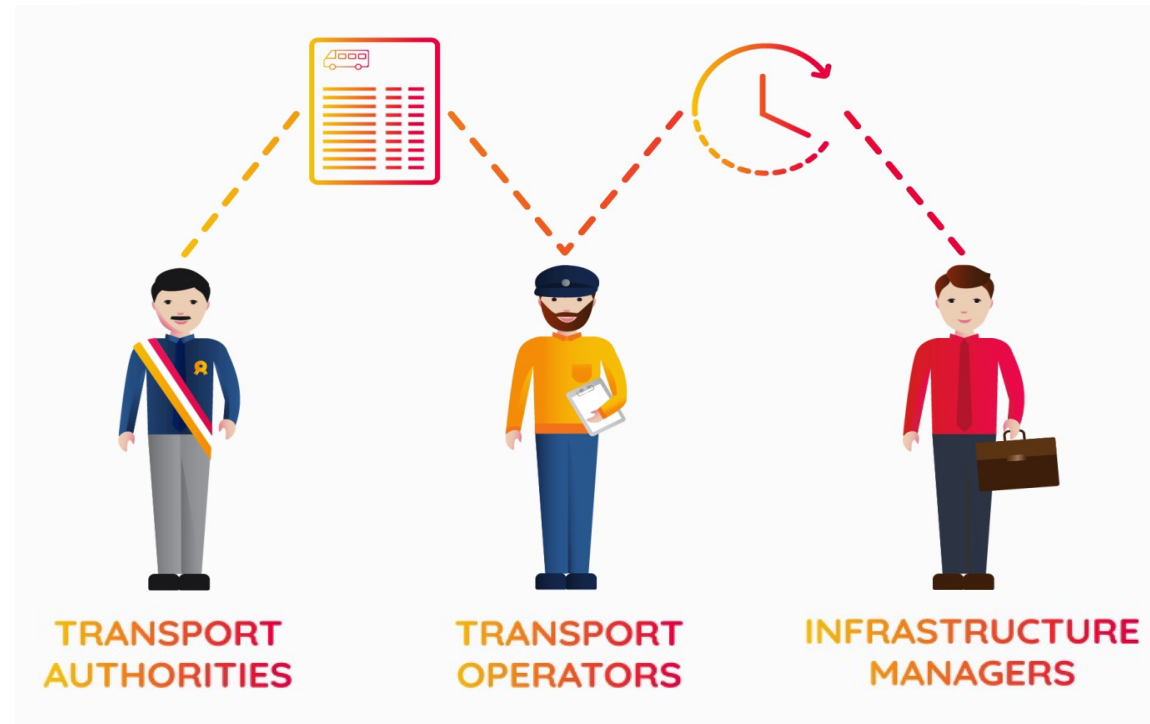 TRANSPORT
AUTHORITIES
TRANSPORT
OPERATORS
INFRASTRUCTURE
MANAGERS